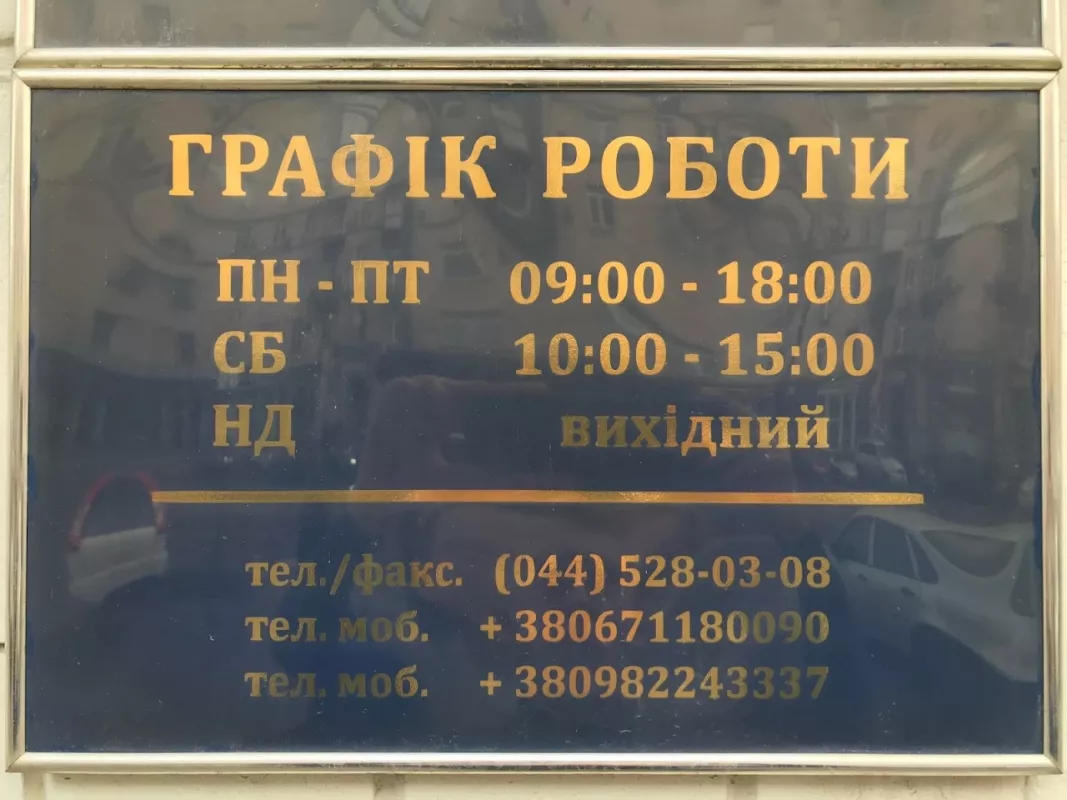 ГРАФІК РОБОТИ
ПН - ПТ 09:00 - 18:00
СБ 10:00 - 15:00
НД вихідний
тел./факс. (044) 528-03-08
тел. моб. + 380671180090
тел. моб. + 380982243337